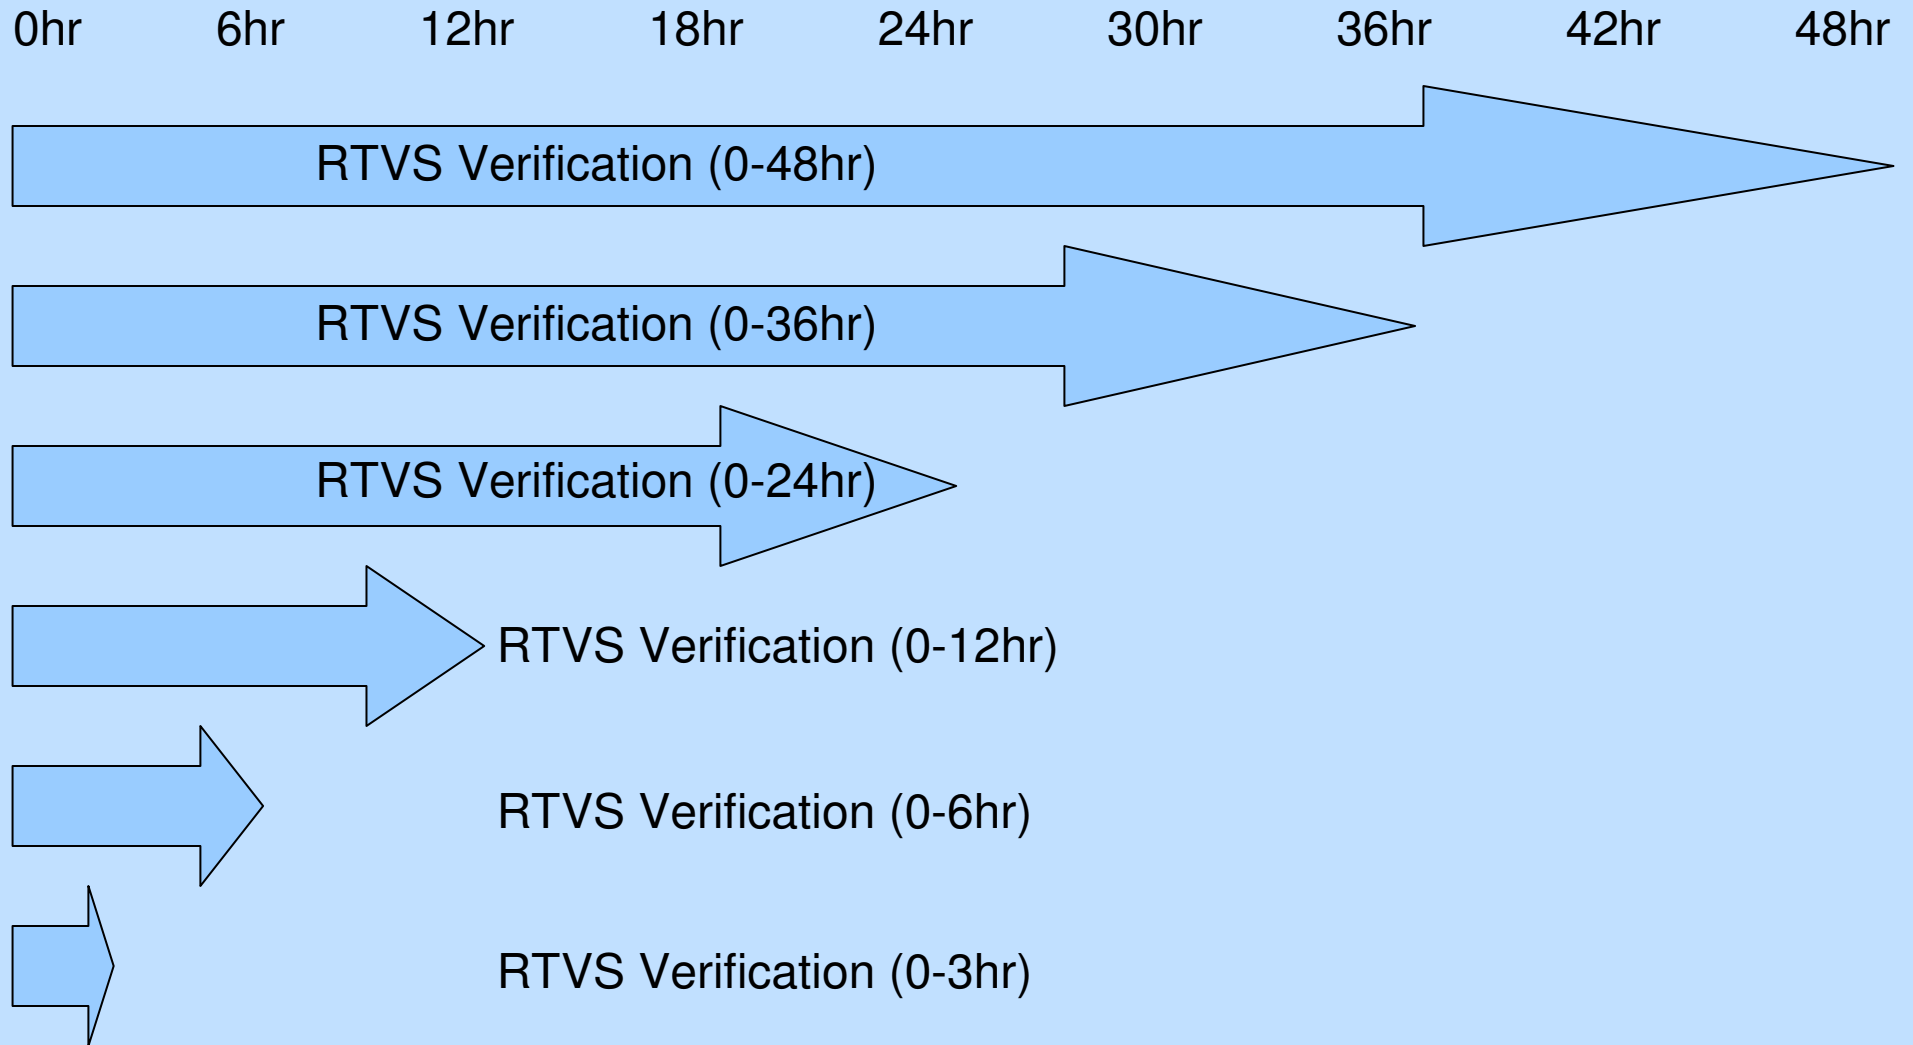 0hr 6hr 12hr 18hr 24hr 30hr 36hr 42hr 48hr
RTVS Verification (0-48hr)
RTVS Verification (0-36hr)
RTVS Verification (0-24hr)
RTVS Verification (0-12hr)
RTVS Verification (0-6hr)
RTVS Verification (0-3hr)